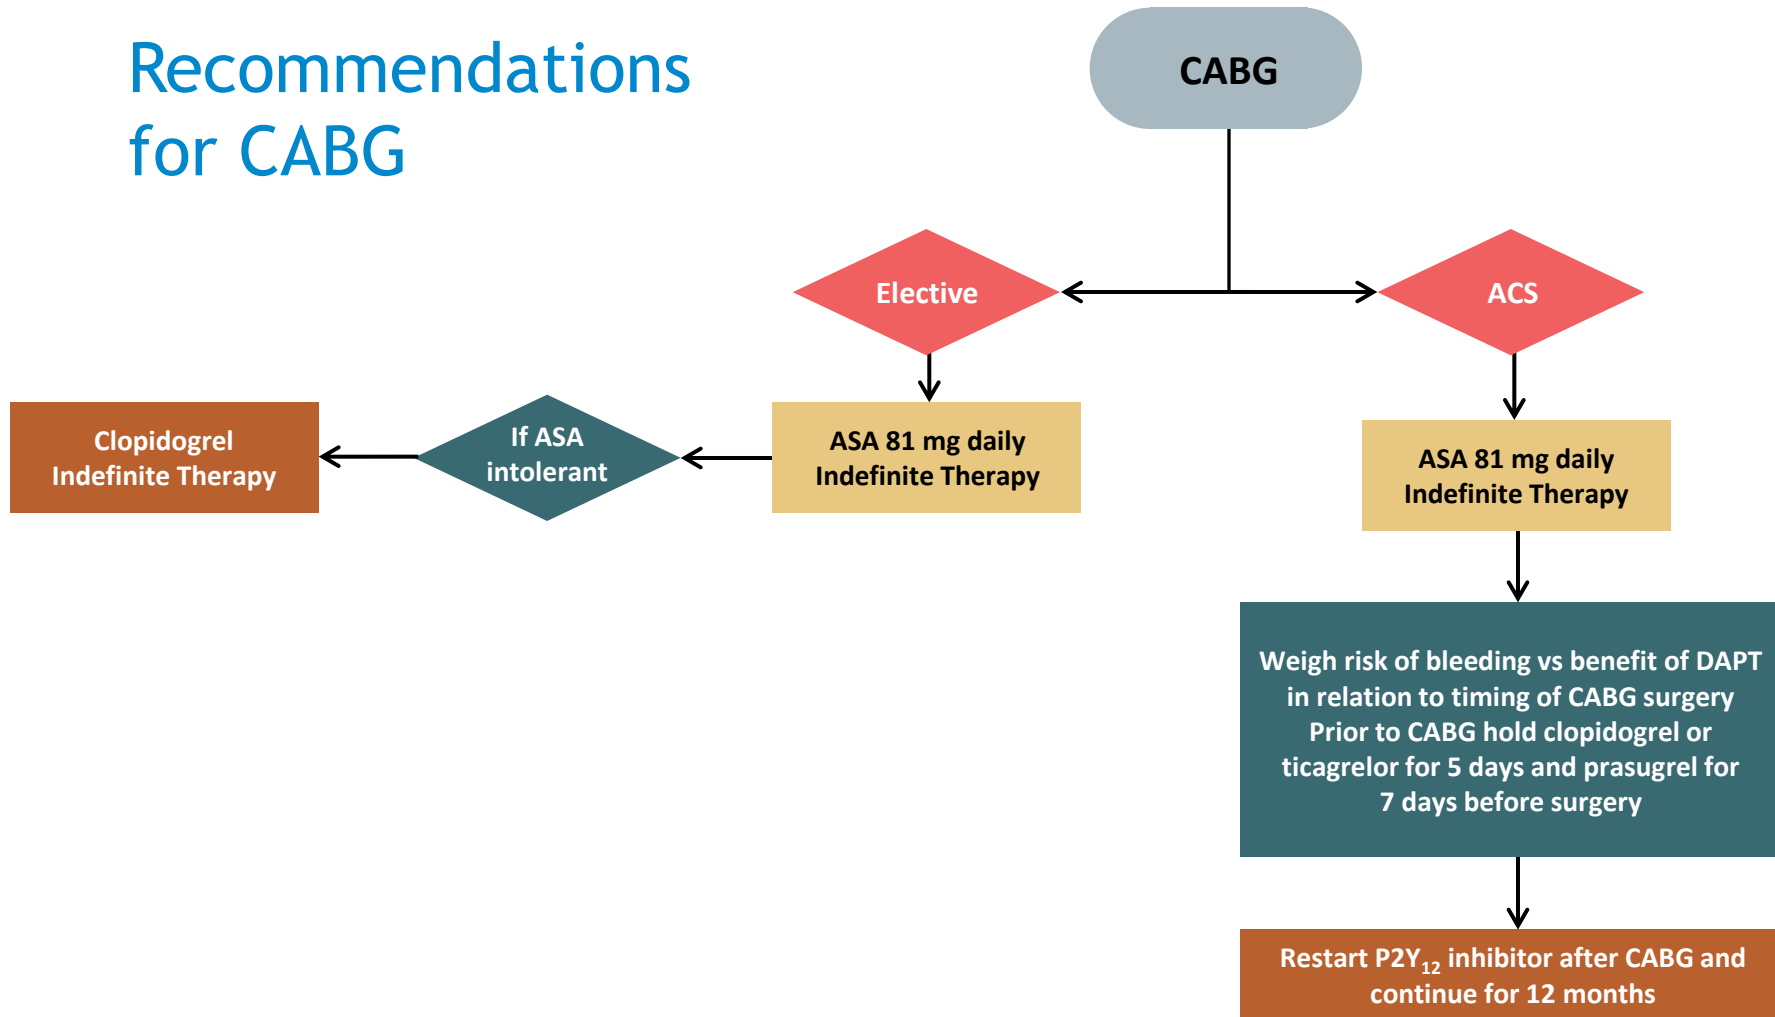 Recommendations
for CABG
CABG
Elective
ACS
Clopidogrel
Indefinite Therapy
If ASA
intolerant
ASA 81 mg daily
Indefinite Therapy
ASA 81 mg daily
Indefinite Therapy
Weigh risk of bleeding vs benefit of DAPT
in relation to timing of CABG surgery
Prior to CABG hold clopidogrel or
ticagrelor for 5 days and prasugrel for
7 days before surgery
Restart P2Y₁₂ inhibitor after CABG and
continue for 12 months